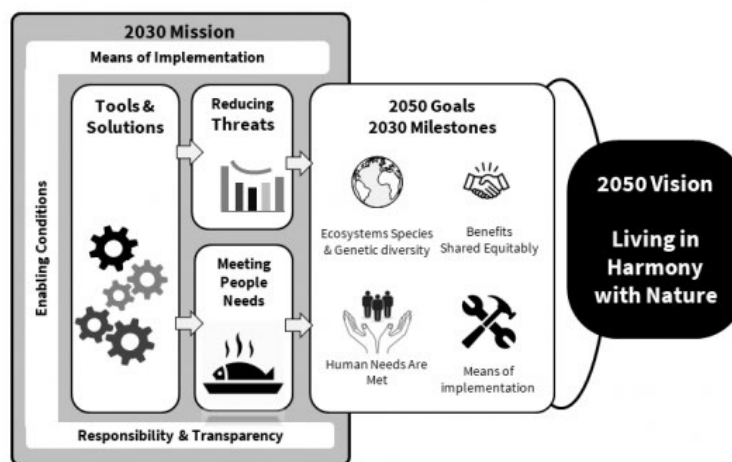 2030 Mission
Means of Implementation
Enabling Conditions
Tools &
Solutions
Reducing
Threats
Meeting
People
Needs
Responsibility & Transparency
2050 Goals
2030 Milestones
Ecosystems Species
& Genetic diversity
Benefits
Shared Equitably
Human Needs Are
Met
Means of
implementation
2050 Vision
Living in
Harmony
with Nature